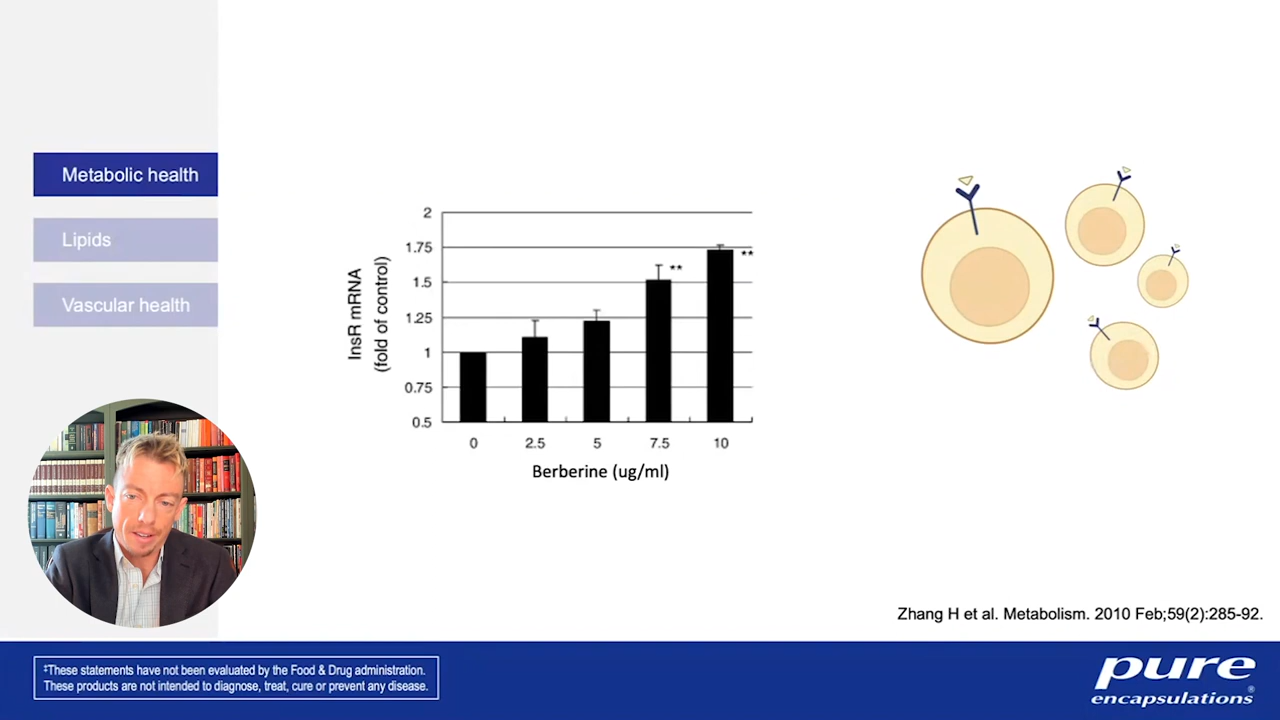 Metabolic health
Lipids
Vascular health
InsR mRNA
(fold of control)
2
1.75
1.5
1.25
1
0.75
0.5
**
**
0 2.5 5 7.5 10
Berberine (ug/ml)
Zhang H et al. Metabolism. 2010 Feb;59(2):285-92.
‡These statements have not been evaluated by the Food & Drug administration.
These products are not intended to diagnose, treat, cure or prevent any disease.
pure
encapsulations®